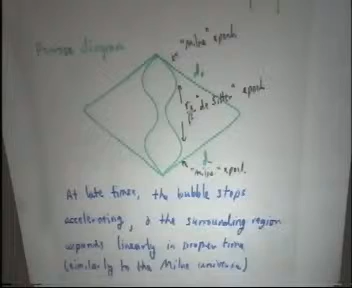 Penrose diagram
"Milne" epoch
"de Sitter" epoch
"Milne" epoch.
At late times, the bubble stops
accelerating, & the surrounding region
expands linearly in proper time
(similarly to the Milne universe)